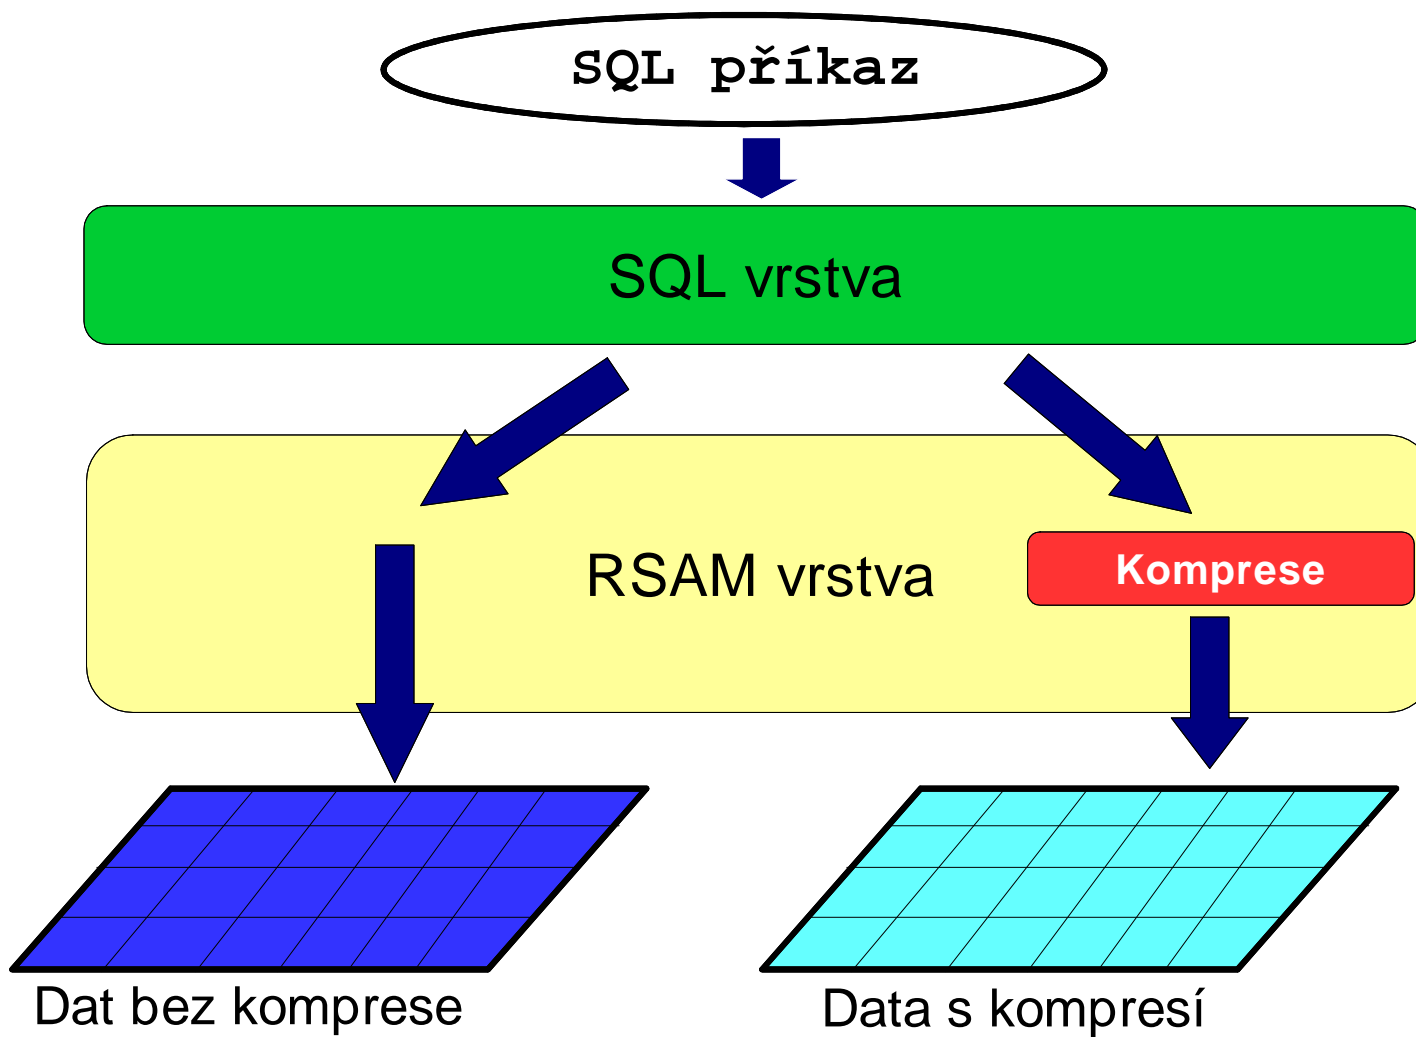 SQL příkaz
SQL vrstva
RSAM vrstva
Komprese
Dat bez komprese
Data s kompresí